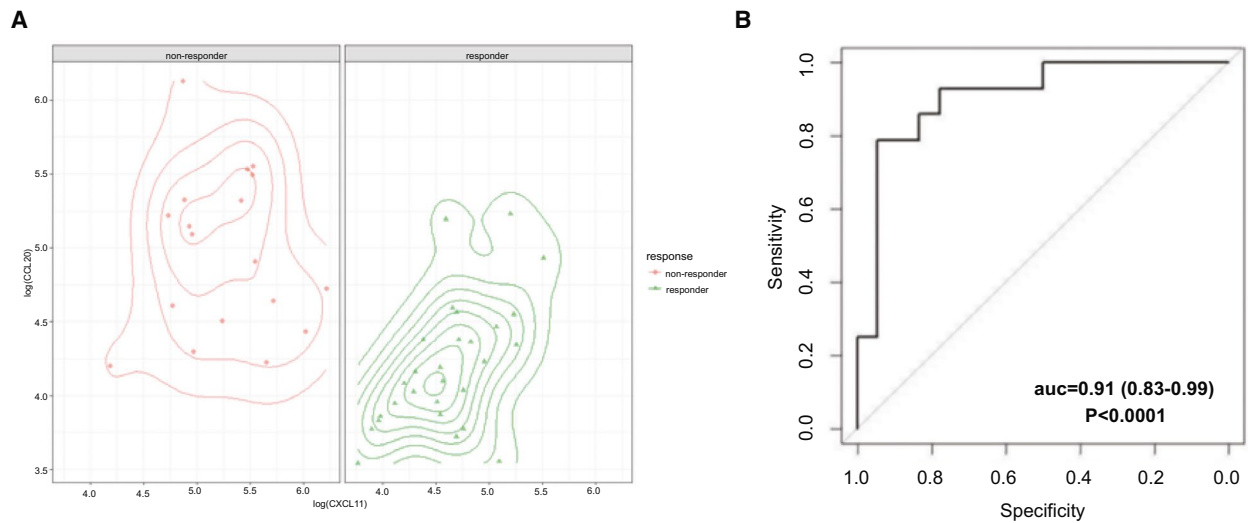 A
non-responder
responder
6.0
5.5
5.0
4.5
4.0
3.5
log(CCL20)
4.0 4.5 5.0 5.5 6.0
4.0 4.5 5.0 5.5 6.0
log(CXCL11)
response
non-responder
responder
B
1.0
0.8
0.6
0.4
0.2
0.0
Sensitivity
auc=0.91 (0.83-0.99)
P<0.0001
1.0 0.8 0.6 0.4 0.2 0.0
Specificity